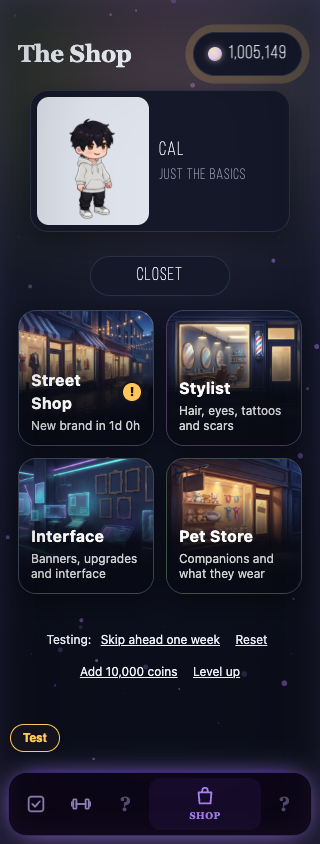 The Shop
1,005,149
CAL
JUST THE BASICS
CLOSET
Street
Shop
!
New brand in 1d 0h
Stylist
Hair, eyes, tattoos
and scars
Interface
Banners, upgrades
and interface
Pet Store
Companions and
what they wear
Testing: Skip ahead one week Reset
Add 10,000 coins Level up
Test
?
SHOP
?